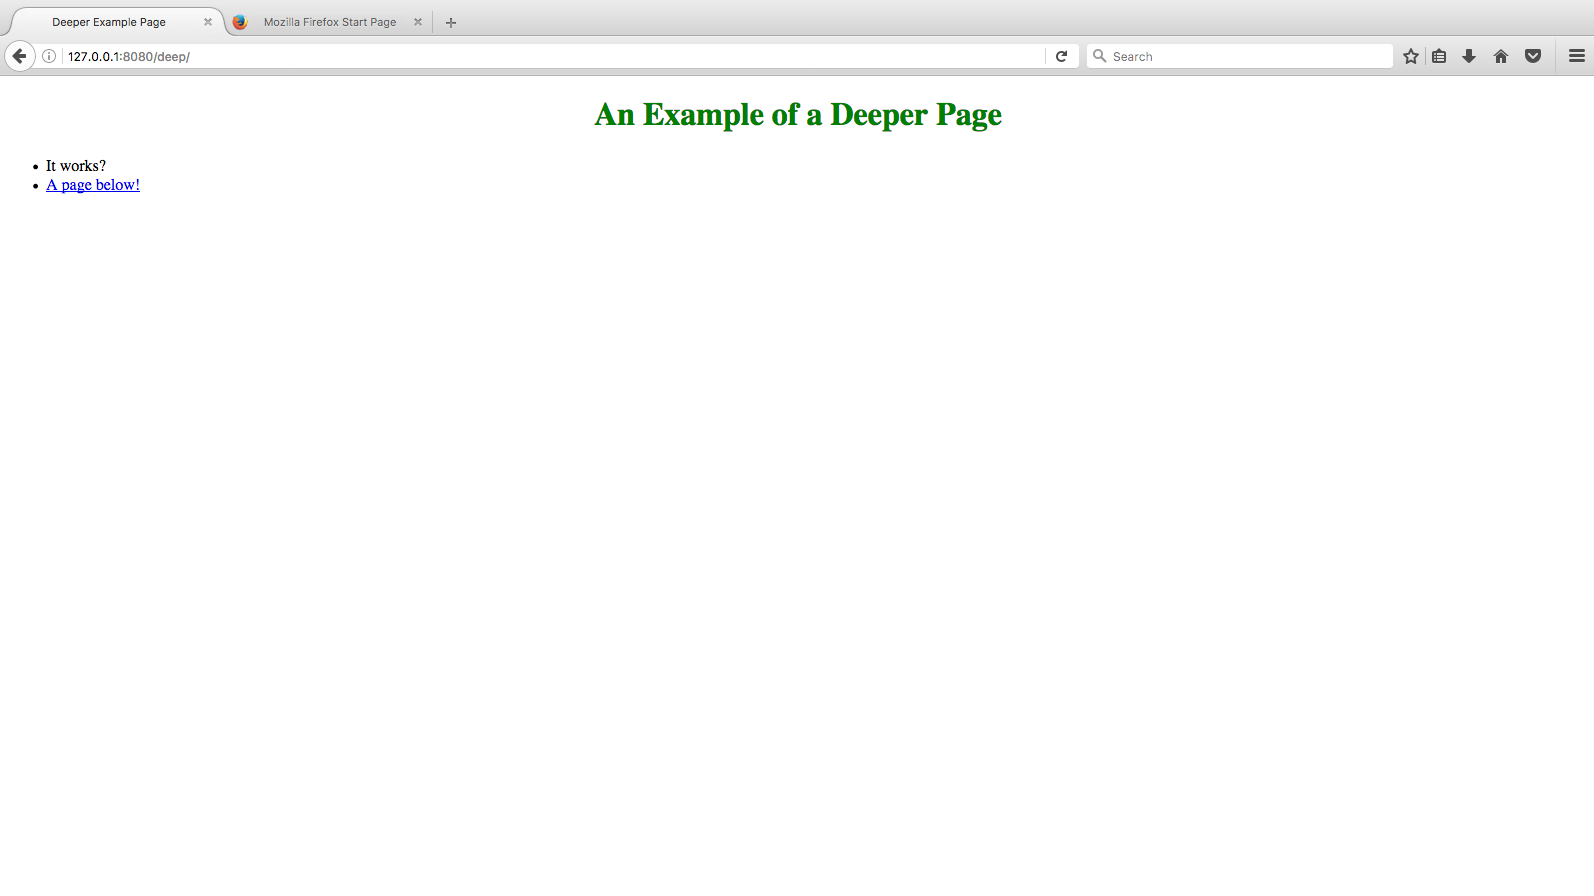 Deeper Example Page
Mozilla Firefox Start Page
127.0.0.1:8080/deep/
Search
An Example of a Deeper Page
It works?
A page below!